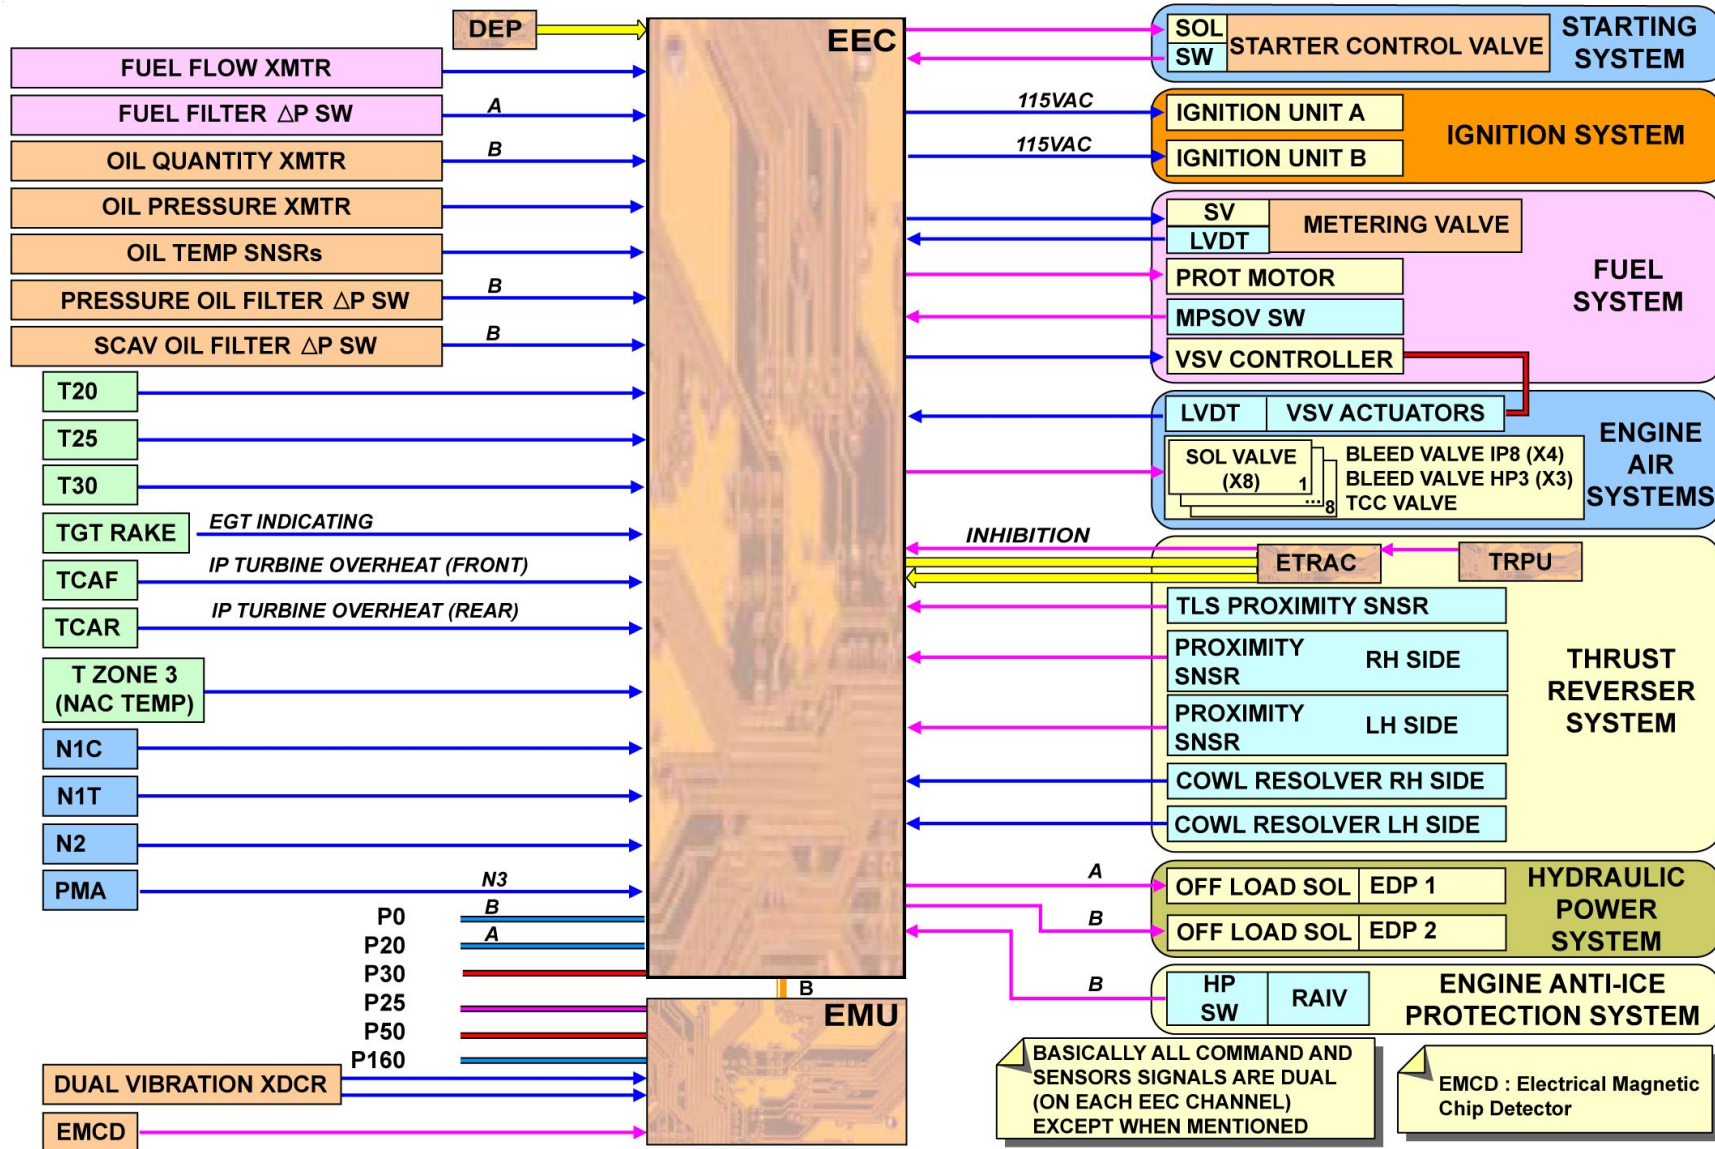 DEP
FUEL FLOW XMTR
FUEL FILTER △P SW
A
OIL QUANTITY XMTR
B
OIL PRESSURE XMTR
OIL TEMP SNSRs
PRESSURE OIL FILTER △P SW
B
SCAV OIL FILTER △P SW
B
T20
T25
T30
TGT RAKE
EGT INDICATING
TCAF
IP TURBINE OVERHEAT (FRONT)
TCAR
IP TURBINE OVERHEAT (REAR)
T ZONE 3
(NAC TEMP)
N1C
N1T
N2
PMA
N3
P0
B
P20
A
P30
P25
P50
P160
DUAL VIBRATION XDCR
EMCD
EEC
B
EMU
SOL
SW
STARTER CONTROL VALVE
STARTING
SYSTEM
115VAC
IGNITION UNIT A
115VAC
IGNITION UNIT B
IGNITION SYSTEM
SV
LVDT
METERING VALVE
PROT MOTOR
MPSOV SW
VSV CONTROLLER
FUEL
SYSTEM
LVDT
VSV ACTUATORS
SOL VALVE
(X8)
1
...
8
BLEED VALVE IP8 (X4)
BLEED VALVE HP3 (X3)
TCC VALVE
ENGINE
AIR
SYSTEMS
INHIBITION
ETRAC
TRPU
TLS PROXIMITY SNSR
PROXIMITY
SNSR
RH SIDE
PROXIMITY
SNSR
LH SIDE
COWL RESOLVER RH SIDE
COWL RESOLVER LH SIDE
THRUST
REVERSER
SYSTEM
A
OFF LOAD SOL
EDP 1
B
OFF LOAD SOL
EDP 2
HYDRAULIC
POWER
SYSTEM
B
HP
SW
RAIV
ENGINE ANTI-ICE
PROTECTION SYSTEM
BASICALLY ALL COMMAND AND
SENSORS SIGNALS ARE DUAL
(ON EACH EEC CHANNEL)
EXCEPT WHEN MENTIONED
EMCD : Electrical Magnetic
Chip Detector